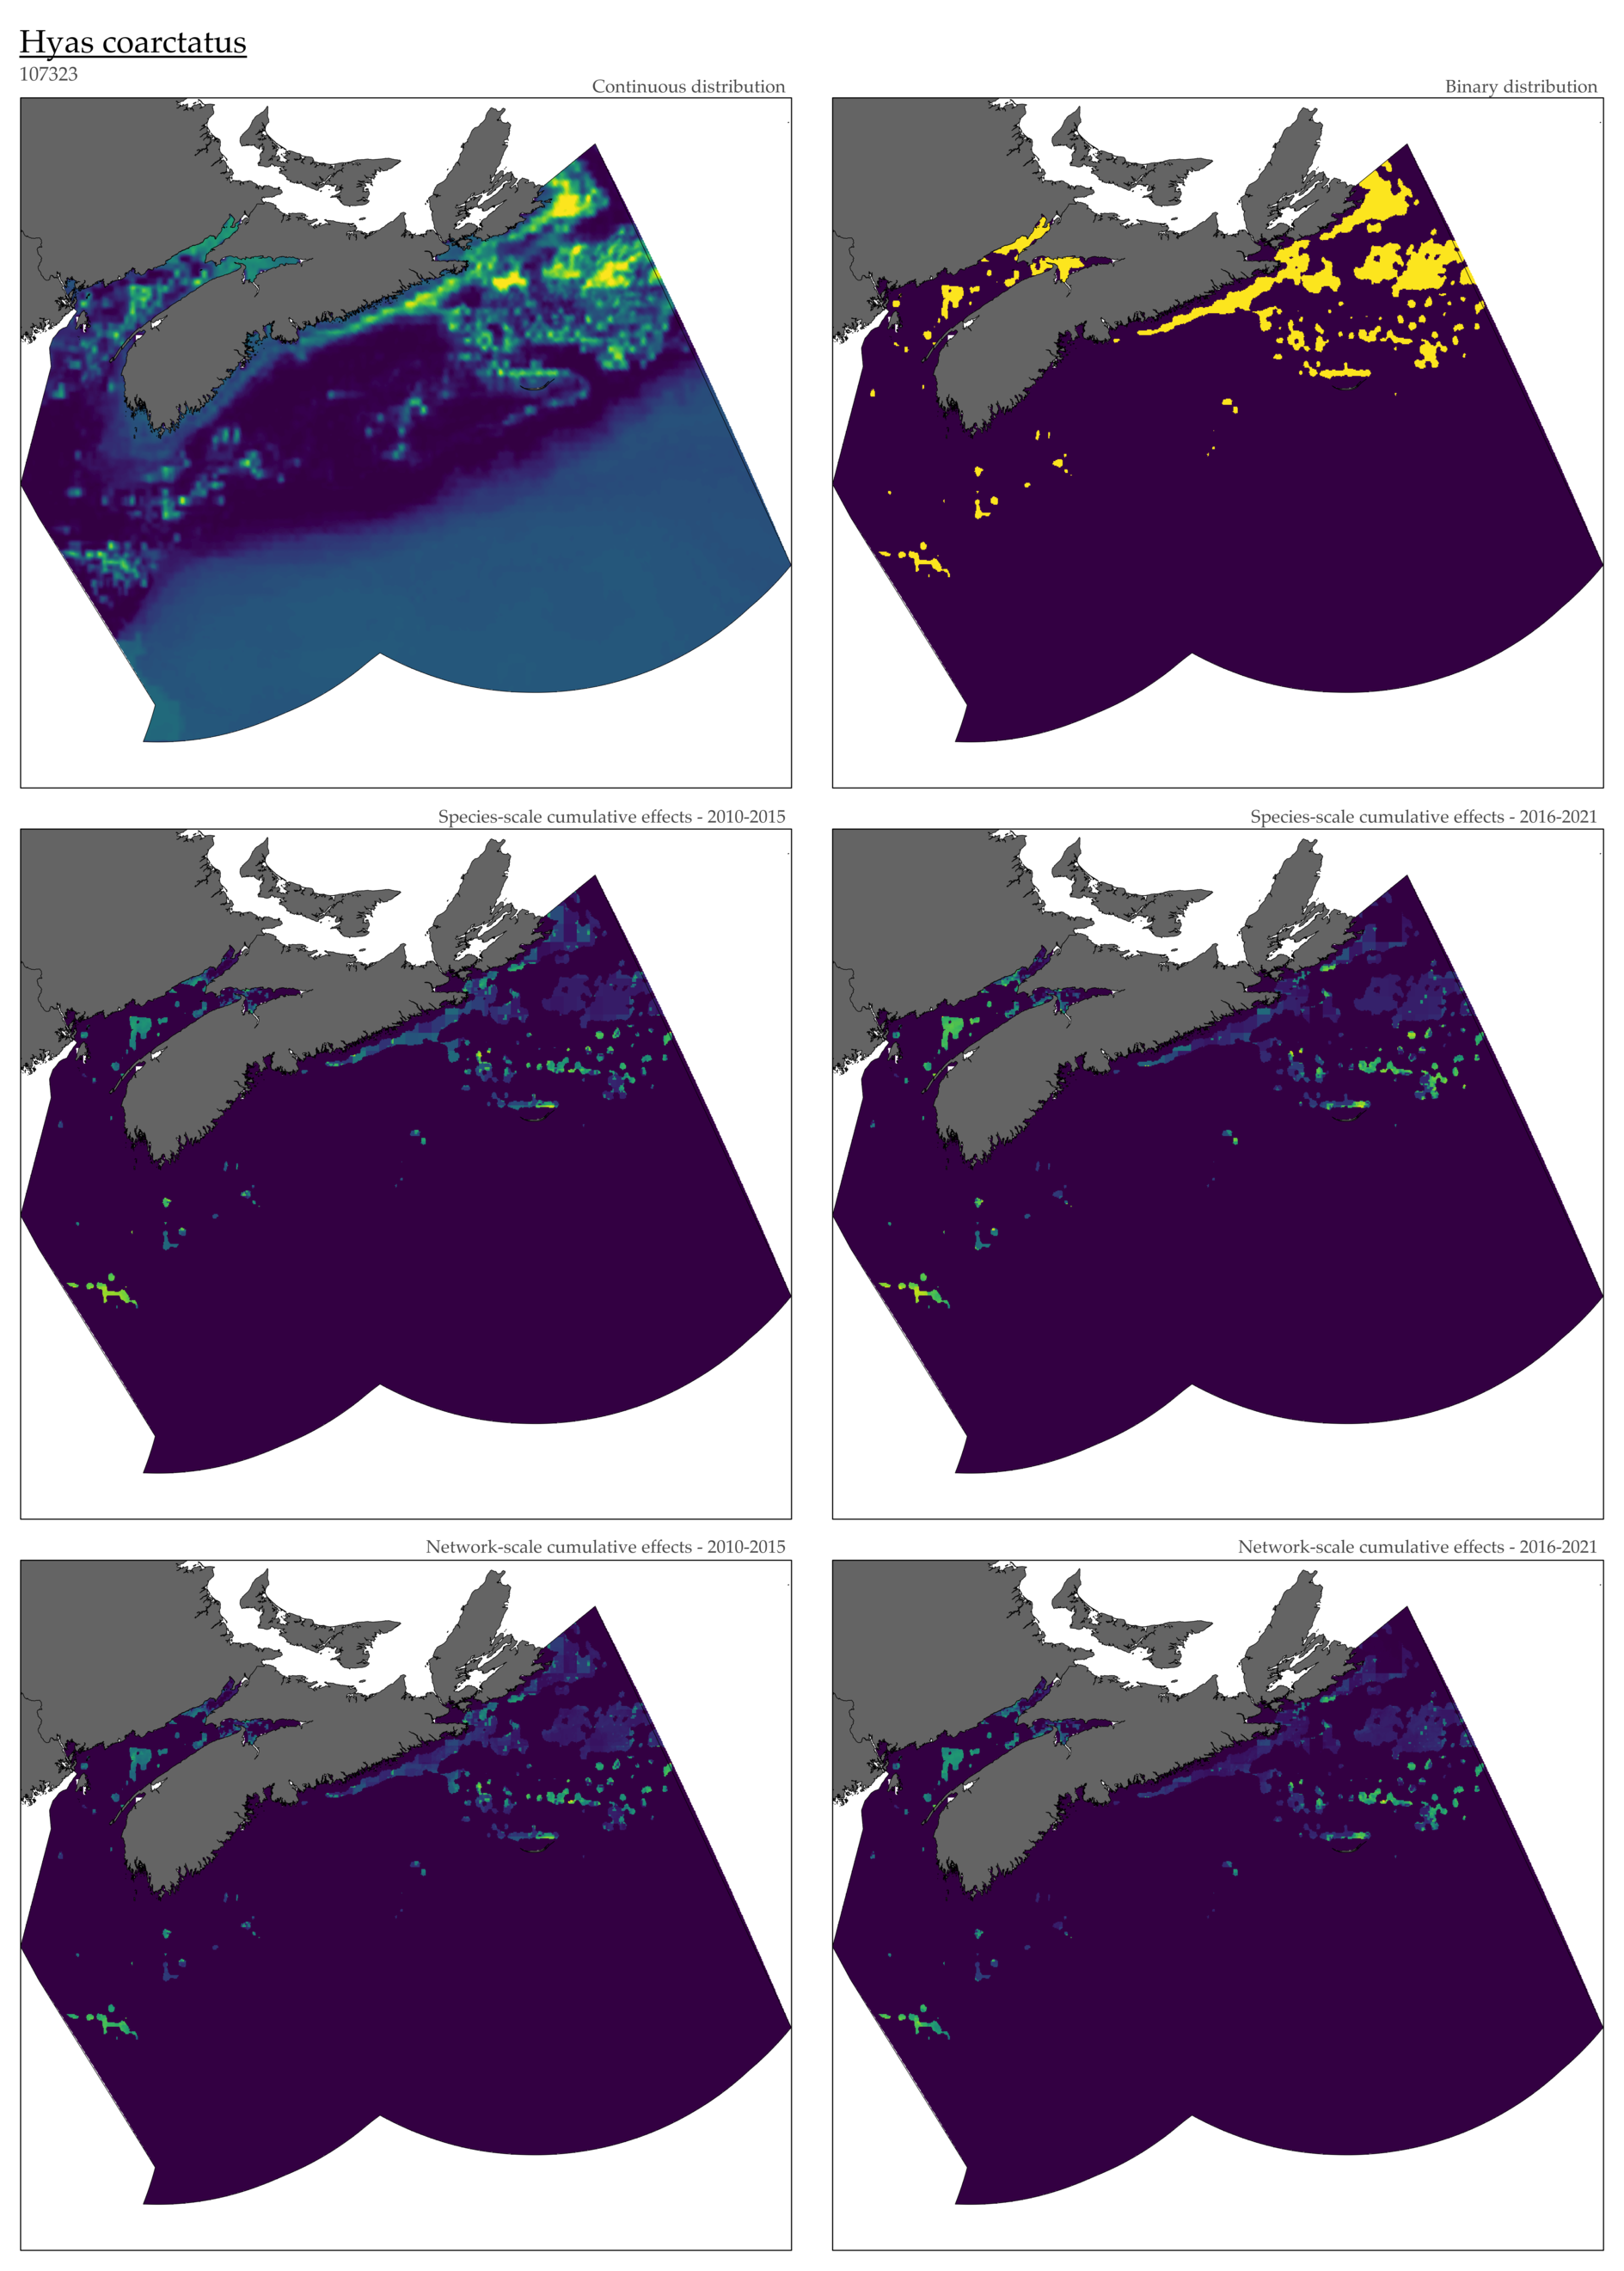 Hyas coarctatus
107323
Continuous distribution
Binary distribution
Species-scale cumulative effects - 2010-2015
Species-scale cumulative effects - 2016-2021
Network-scale cumulative effects - 2010-2015
Network-scale cumulative effects - 2016-2021